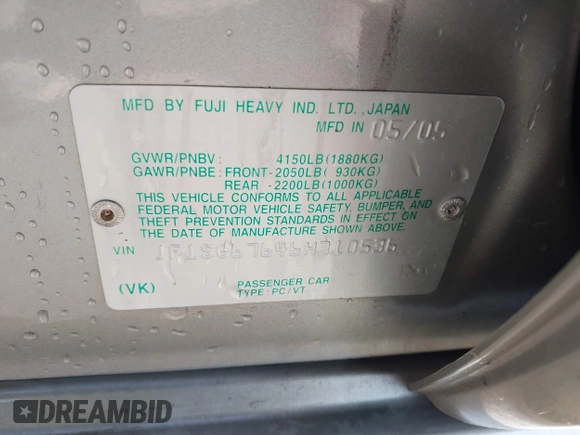 MFD BY FUJI HEAVY IND. LTD., JAPAN
MFD IN 05/05
GVWR/PNBV : 4150LB(1880KG)
GAWR/PNBE : FRONT-2050LB( 930KG)
REAR -2200LB(1000KG)
THIS VEHICLE CONFORMS TO ALL APPLICABLE
FEDERAL MOTOR VEHICLE SAFETY, BUMPER, AND
THEFT PREVENTION STANDARDS IN EFFECT ON THE
DATE OF MANUFACTURE SHOWN ABOVE.
VIN
(VK)
PASSENGER CAR
TYPE:PC/VT
DREAMBID